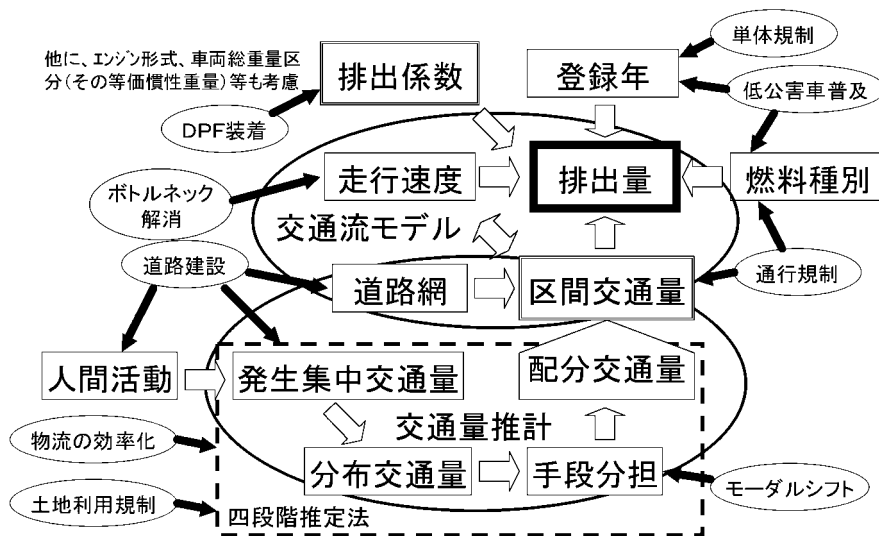 単体規制
他に、エンジン形式、車両総重量区
分(その等価慣性重量)等も考慮
排出係数
登録年
低公害車普及
DPF装着
走行速度
排出量
燃料種別
ボトルネック
解消
交通流モデル
道路建設
道路網
区間交通量
通行規制
人間活動
発生集中交通量
配分交通量
物流の効率化
交通量推計
分布交通量
手段分担
モーダルシフト
土地利用規制
四段階推定法